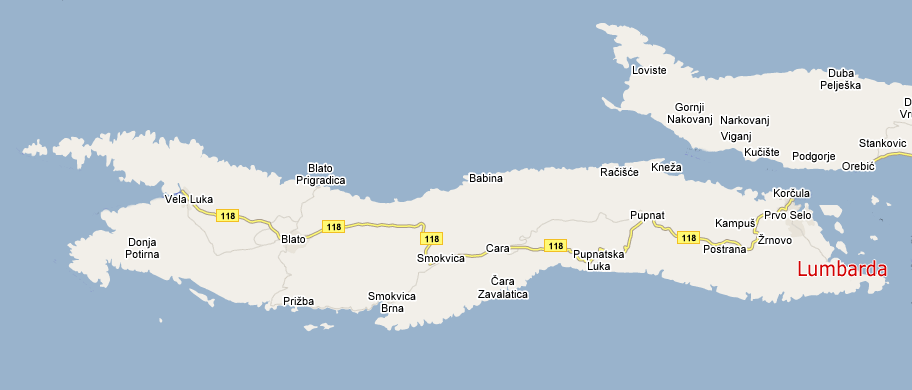 Loviste
Duba
Pelješka
Gornji
Nakovanj
Narkovanj
Viganj
D
Vru
Stankovic
Kučište
Podgorje
Orebić
Blato
Prigradica
Babina
Račišće
Kneža
Korčula
Vela Luka
118
Pupnat
Prvo Selo
Kampuš
118
118
118
118
Žrnovo
Blato
Donja
Potirna
Cara
Postrana
Smokvica
Pupnatska
Luka
Lumbarda
Čara
Zavalatica
Prižba
Smokvica
Brna